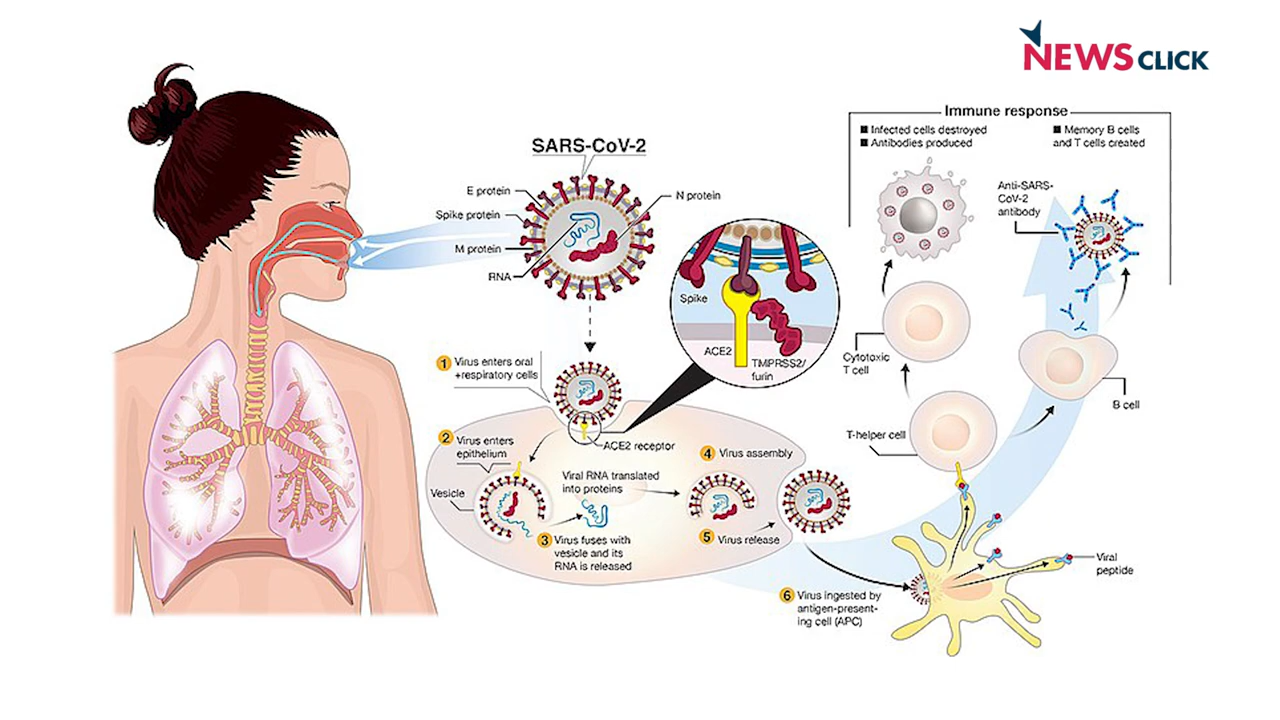 NEWSCLICK
Immune response
■ Infected cells destroyed
■ Antibodies produced
■ Memory B cells
and T cells created
SARS-CoV-2
E protein
Spike protein
M protein
RNA
N protein
Anti-SARS-
CoV-2
antibody
Spike
ACE2
TMPRSS2/
furin
Cytotoxic
T cell
B cell
T-helper cell
1 Virus enters oral
+respiratory cells
ACE2 receptor
2 Virus enters
epithelium
Vesicle
Viral RNA translated
into proteins
3 Virus fuses with
vesicle and its
RNA is released
4 Virus assembly
5 Virus release
6 Virus ingested by
antigen-present-
ing cell (APC)
Viral
peptide